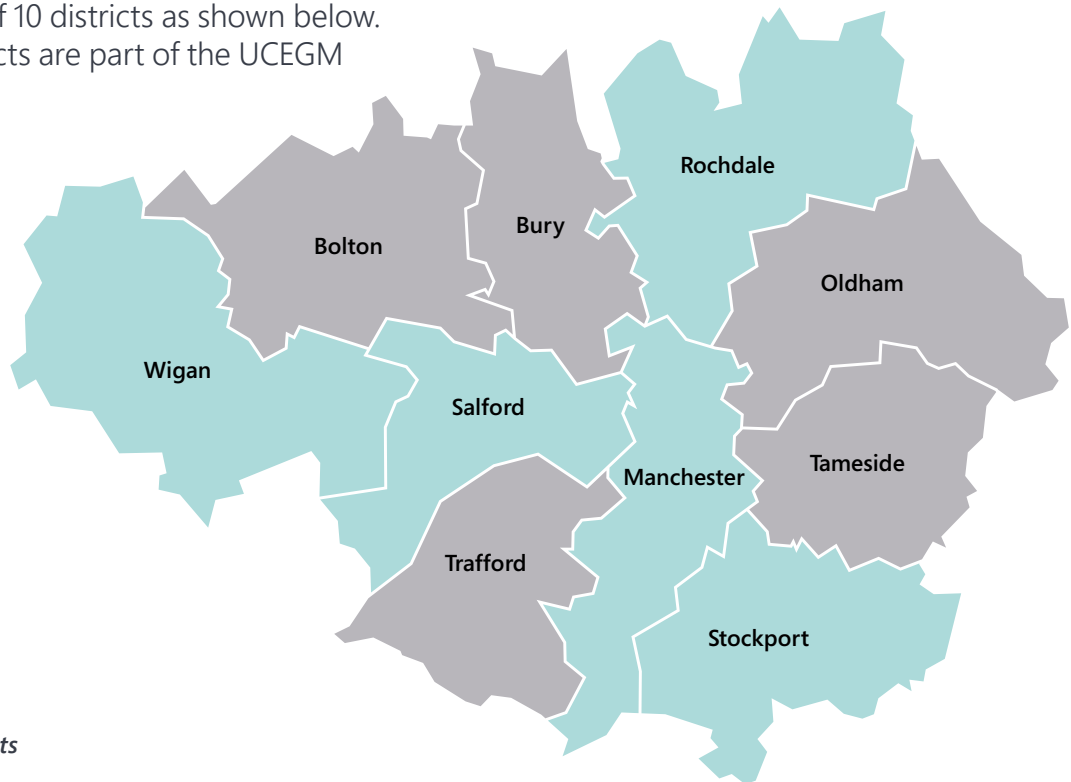 f 10 districts as shown below.
cts are part of the UCEGM
Rochdale
Bury
Bolton
Oldham
Wigan
Salford
Tameside
Manchester
Trafford
Stockport
ts